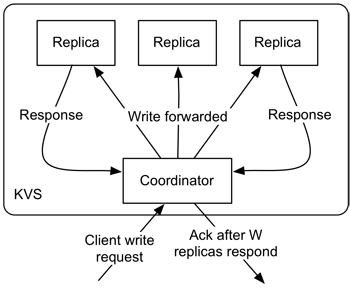 Replica
Replica
Replica
Response
Write forwarded
Response
Coordinator
KVS
Client write
request
Ack after W
replicas respond